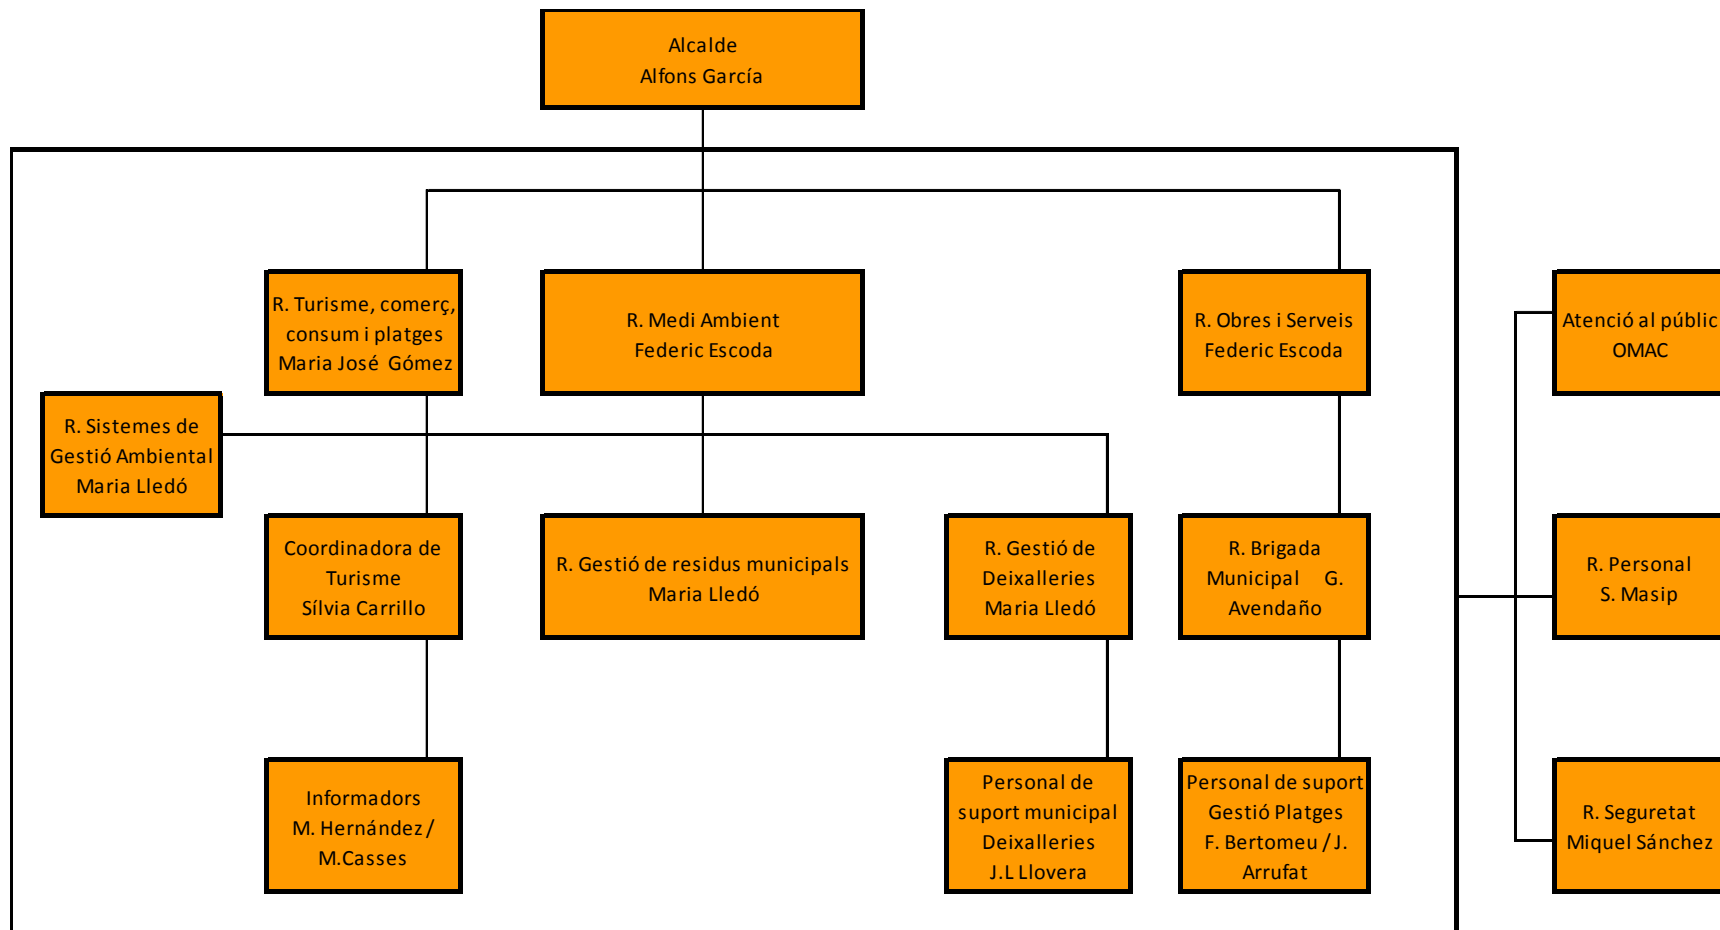 Alcalde
Alfons García
R. Turisme, comerç,
consum i platges
Maria José Gómez
R. Medi Ambient
Federic Escoda
R. Obres i Serveis
Federic Escoda
Atenció al públic
OMAC
R. Sistemes de
Gestió Ambiental
Maria Lledó
Coordinadora de
Turisme
Sílvia Carrillo
R. Gestió de residus municipals
Maria Lledó
R. Gestió de
Deixalleries
Maria Lledó
R. Brigada
Municipal G.
Avendaño
R. Personal
S. Masip
Informadors
M. Hernández /
M.Casses
Personal de
suport municipal
Deixalleries
J.L Llovera
Personal de suport
Gestió Platges
F. Bertomeu / J.
Arrufat
R. Seguretat
Miquel Sánchez